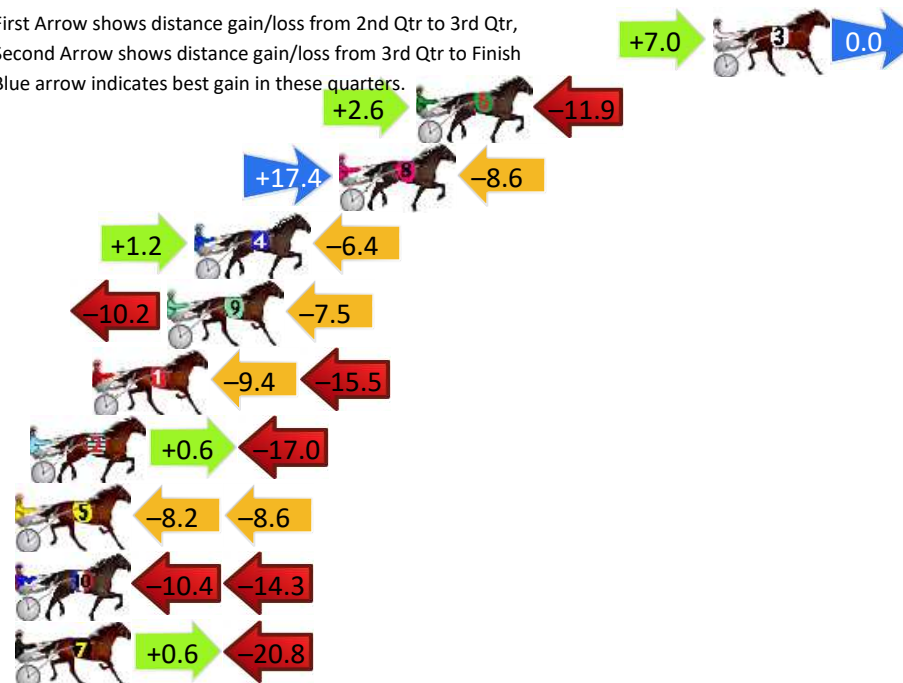 First Arrow shows distance gain/loss from 2nd Qtr to 3rd Qtr,
Second Arrow shows distance gain/loss from 3rd Qtr to Finish
Blue arrow indicates best gain in these quarters.
+7.0 3 0.0
+2.6 6 –11.9
+17.4 8 –8.6
+1.2 4 –6.4
–10.2 9 –7.5
1 –9.4 –15.5
2 +0.6 –17.0
5 –8.2 –8.6
10 –10.4 –14.3
7 +0.6 –20.8